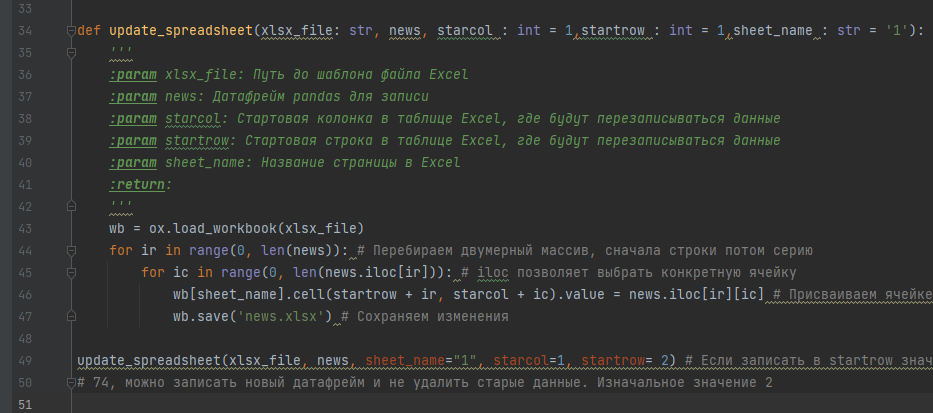 33
34 def update_spreadsheet(xlsx_file: str, news, starcol : int = 1,startrow : int = 1,sheet_name : str = '1'):
35 '''
36 :param xlsx_file: Путь до шаблона файла Excel
37 :param news: Датафрейм pandas для записи
38 :param starcol: Стартовая колонка в таблице Excel, где будут перезаписываться данные
39 :param startrow: Стартовая строка в таблице Excel, где будут перезаписываться данные
40 :param sheet_name: Название страницы в Excel
41 :return:
42 '''
43 wb = ox.load_workbook(xlsx_file)
44 for ir in range(0, len(news)): # Перебираем двумерный массив, сначала строки потом серию
45 for ic in range(0, len(news.iloc[ir])): # iloc позволяет выбрать конкретную ячейку
46 wb[sheet_name].cell(startrow + ir, starcol + ic).value = news.iloc[ir][ic] # Присваиваем ячейке
47 wb.save('news.xlsx') # Сохраняем изменения
48
49 update_spreadsheet(xlsx_file, news, sheet_name="1", starcol=1, startrow= 2) # Если записать в startrow знач
50 # 74, можно записать новый датафрейм и не удалить старые данные. Изначальное значение 2
51